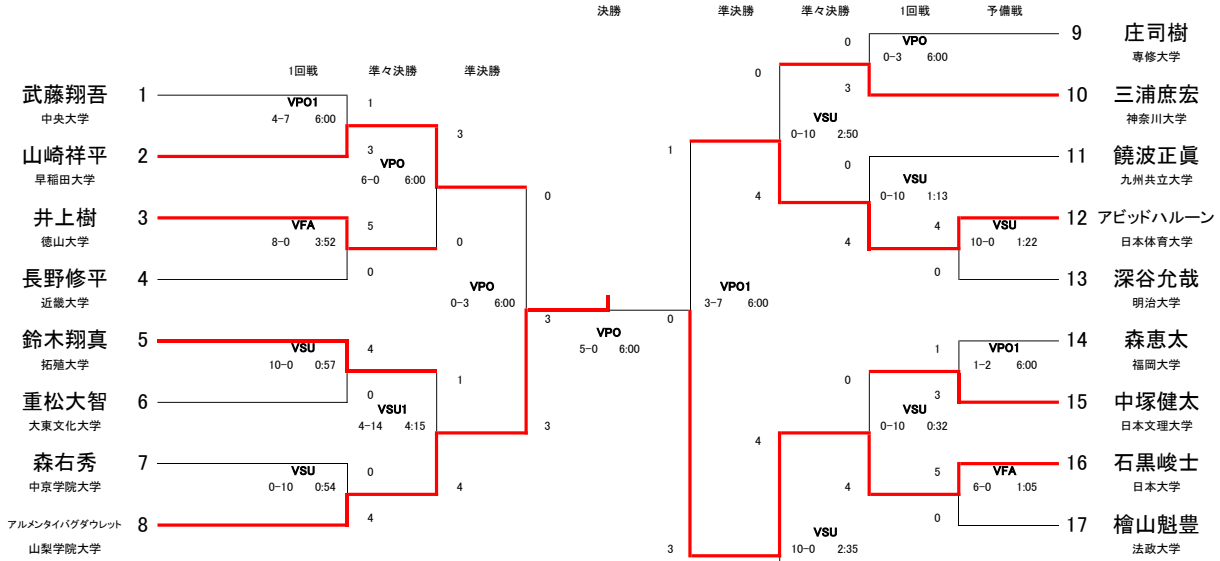 決勝
準決勝
準々決勝
1回戦
予備戦
1回戦
準々決勝
準決勝
武藤翔吾 1
中央大学
VPO1
4-7 6:00
1
山崎祥平 2
早稲田大学
3
VPO
6-0 6:00
3
井上樹 3
徳山大学
VFA
8-0 3:52
5
0
長野修平 4
近畿大学
0
0
VPO
0-3 6:00
鈴木翔真 5
拓殖大学
VSU
10-0 0:57
4
重松大智 6
大東文化大学
0
VSU1
4-14 4:15
1
3
森右秀 7
中京学院大学
VSU
0-10 0:54
0
4
アルメンタイバグダウレット 8
山梨学院大学
4
3
VPO
5-0 6:00
0
9 庄司樹
専修大学
0
VPO
0-3 6:00
10 三浦庶宏
神奈川大学
3
0
VSU
0-10 2:50
11 饒波正眞
九州共立大学
0
VSU
0-10 1:13
1
4
12 アビッドハルーン
日本体育大学
4
VSU
10-0 1:22
4
13 深谷允哉
明治大学
0
VPO1
3-7 6:00
14 森恵太
福岡大学
1
VPO1
1-2 6:00
15 中塚健太
日本文理大学
3
0
VSU
0-10 0:32
16 石黒峻士
日本大学
5
VFA
6-0 1:05
4
4
17 檜山魁豊
法政大学
0
3
VSU
10-0 2:35